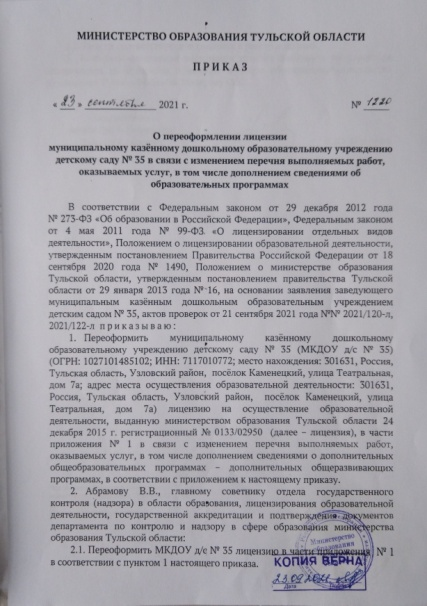 МИНИСТЕРСТВО ОБРАЗОВАНИЯ ТУЛЬСКОЙ ОБЛАСТИ
П Р И К А З
« 23 » сентября 2021 г. № 1220
О переоформлении лицензии
муниципальному казённому дошкольному образовательному учреждению
детскому саду № 35 в связи с изменением перечня выполняемых работ,
оказываемых услуг, в том числе дополнением сведениями об
образовательных программах
В соответствии с Федеральным законом от 29 декабря 2012 года
№ 273-ФЗ «Об образовании в Российской Федерации», Федеральным законом
от 4 мая 2011 года № 99-ФЗ «О лицензировании отдельных видов
деятельности», Положением о лицензировании образовательной деятельности,
утвержденным постановлением Правительства Российской Федерации от 18
сентября 2020 года № 1490, Положением о министерстве образования
Тульской области, утвержденным постановлением правительства Тульской
области от 29 января 2013 года № 16, на основании заявления заведующего
муниципальным казённым дошкольным образовательным учреждением
детским садом № 35, актов проверок от 21 сентября 2021 года №№ 2021/120-л,
2021/122-л п р и к а з ы в а ю :
1. Переоформить муниципальному казённому дошкольному
образовательному учреждению детскому саду № 35 (МКДОУ д/с № 35)
(ОГРН: 1027101485102; ИНН: 7117010772; место нахождения: 301631, Россия,
Тульская область, Узловский район, посёлок Каменецкий, улица Театральная,
дом 7а; адрес места осуществления образовательной деятельности: 301631,
Россия, Тульская область, Узловский район, посёлок Каменецкий, улица
Театральная, дом 7а) лицензию на осуществление образовательной
деятельности, выданную министерством образования Тульской области 24
декабря 2015 г. регистрационный № 0133/02950 (далее – лицензия), в части
приложения № 1 в связи с изменением перечня выполняемых работ,
оказываемых услуг, в том числе дополнением сведениями о дополнительных
общеобразовательных программах – дополнительных общеразвивающих
программах, в соответствии с приложением к настоящему приказу.
2. Абрамову В.В., главному советнику отдела государственного
контроля (надзора) в области образования, лицензирования образовательной
деятельности, государственной аккредитации и подтверждения документов
департамента по контролю и надзору в сфере образования министерства
образования Тульской области:
2.1. Переоформить МКДОУ д/с № 35 лицензию в части приложения № 1
в соответствии с пунктом 1 настоящего приказа.
Министерство
образования
КОПИЯ ВЕРНА
23.09.2021
Дата